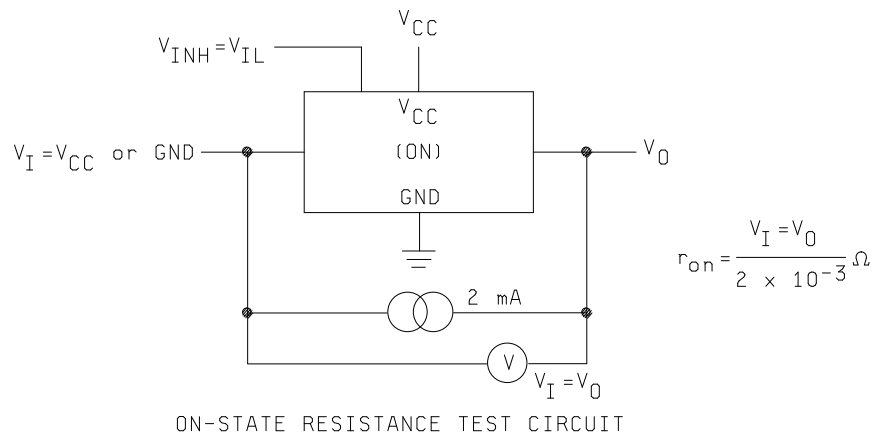 V_CC
V_INH=V_IL
V_CC
V_I=V_CC or GND
(ON)
V_O
GND
r_on= V_I=V_O / 2 × 10^-3 Ω
2 mA
V
V_I=V_O
ON-STATE RESISTANCE TEST CIRCUIT